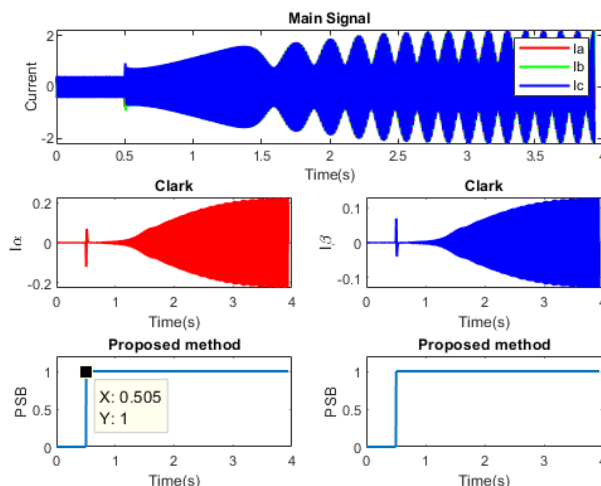 Main Signal
2
0
-2
Current
Ia
Ib
Ic
0 0.5 1 1.5 2 2.5 3 3.5 4
Time(s)
Clark
0.2
0
-0.2
Iα
0 1 2 3 4
Time(s)
Clark
0.1
0
-0.1
Iβ
0 1 2 3 4
Time(s)
Proposed method
1
0.5
0
PSB
X: 0.505
Y: 1
0 1 2 3 4
Time(s)
Proposed method
1
0.5
0
PSB
0 1 2 3 4
Time(s)